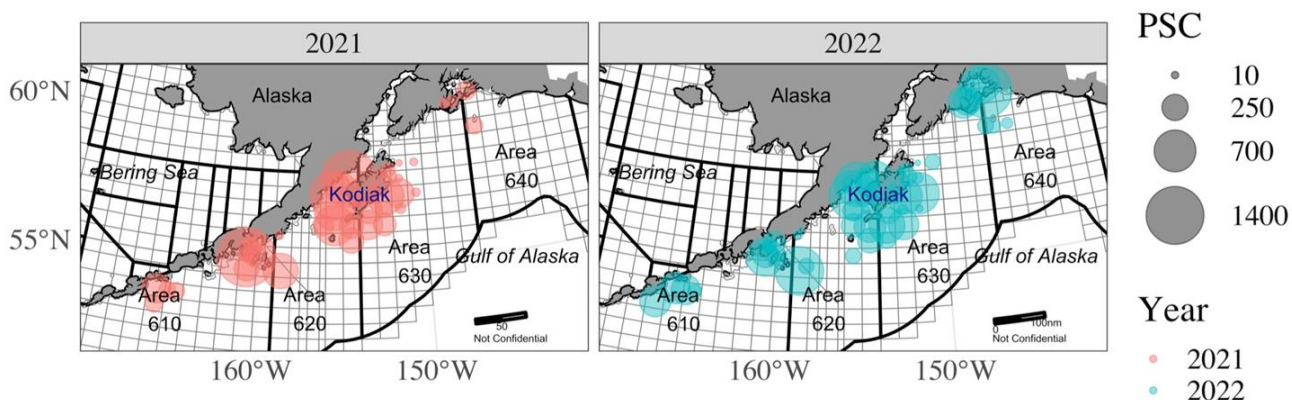 2021
2022
60°N
55°N
Alaska
Bering Sea
Kodiak
Area
640
Area
630
Gulf of Alaska
Area
610
Area
620
50
Not Confidential
160°W
150°W
Alaska
Bering Sea
Kodiak
Area
640
Area
630
Gulf of Alaska
Area
610
Area
620
0
100nm
Not Confidential
160°W
150°W
PSC
10
250
700
1400
Year
2021
2022